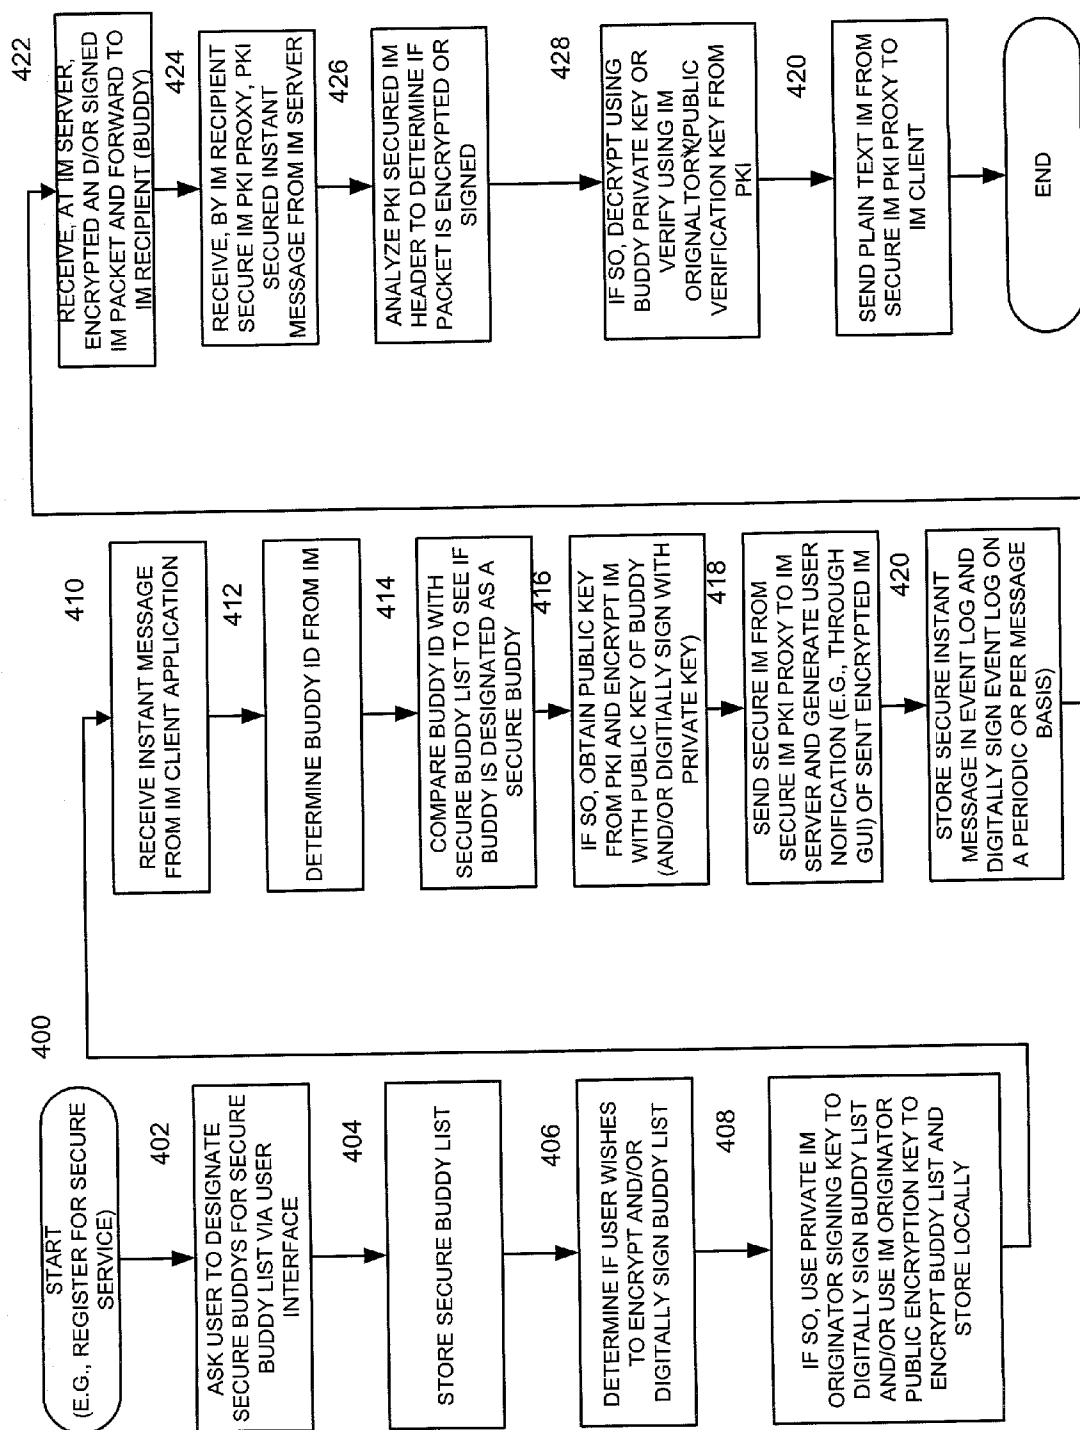 400
START
(E.G., REGISTER FOR SECURE
SERVICE)
402
ASK USER TO DESIGNATE
SECURE BUDDYS FOR SECURE
BUDDY LIST VIA USER
INTERFACE
404
STORE SECURE BUDDY LIST
406
DETERMINE IF USER WISHES
TO ENCRYPT AND/OR
DIGITALLY SIGN BUDDY LIST
408
IF SO, USE PRIVATE IM
ORIGINATOR SIGNING KEY TO
DIGITALLY SIGN BUDDY LIST
AND/OR USE IM ORIGINATOR
PUBLIC ENCRYPTION KEY TO
ENCRYPT BUDDY LIST AND
STORE LOCALLY
410
RECEIVE INSTANT MESSAGE
FROM IM CLIENT APPLICATION
412
DETERMINE BUDDY ID FROM IM
414
COMPARE BUDDY ID WITH
SECURE BUDDY LIST TO SEE IF
BUDDY IS DESIGNATED AS A
SECURE BUDDY
416
IF SO, OBTAIN PUBLIC KEY
FROM PKI AND ENCRYPT IM
WITH PUBLIC KEY OF BUDDY
(AND/OR DIGITIALLY SIGN WITH
PRIVATE KEY)
418
SEND SECURE IM FROM
SECURE IM PKI PROXY TO IM
SERVER AND GENERATE USER
NOIFICATION (E.G., THROUGH
GUI) OF SENT ENCRYPTED IM
420
STORE SECURE INSTANT
MESSAGE IN EVENT LOG AND
DIGITALLY SIGN EVENT LOG ON
A PERIODIC OR PER MESSAGE
BASIS)
422
RECEIVE, AT IM SERVER,
ENCRYPTED AN D/OR SIGNED
IM PACKET AND FORWARD TO
IM RECIPIENT (BUDDY)
424
RECEIVE, BY IM RECIPIENT
SECURE IM PKI PROXY, PKI
SECURED INSTANT
MESSAGE FROM IM SERVER
426
ANALYZE PKI SECURED IM
HEADER TO DETERMINE IF
PACKET IS ENCRYPTED OR
SIGNED
428
IF SO, DECRYPT USING
BUDDY PRIVATE KEY OR
VERIFY USING IM
ORIGNALTORY PUBLIC
VERIFICATION KEY FROM
PKI
420
SEND PLAIN TEXT IM FROM
SECURE IM PKI PROXY TO
IM CLIENT
END